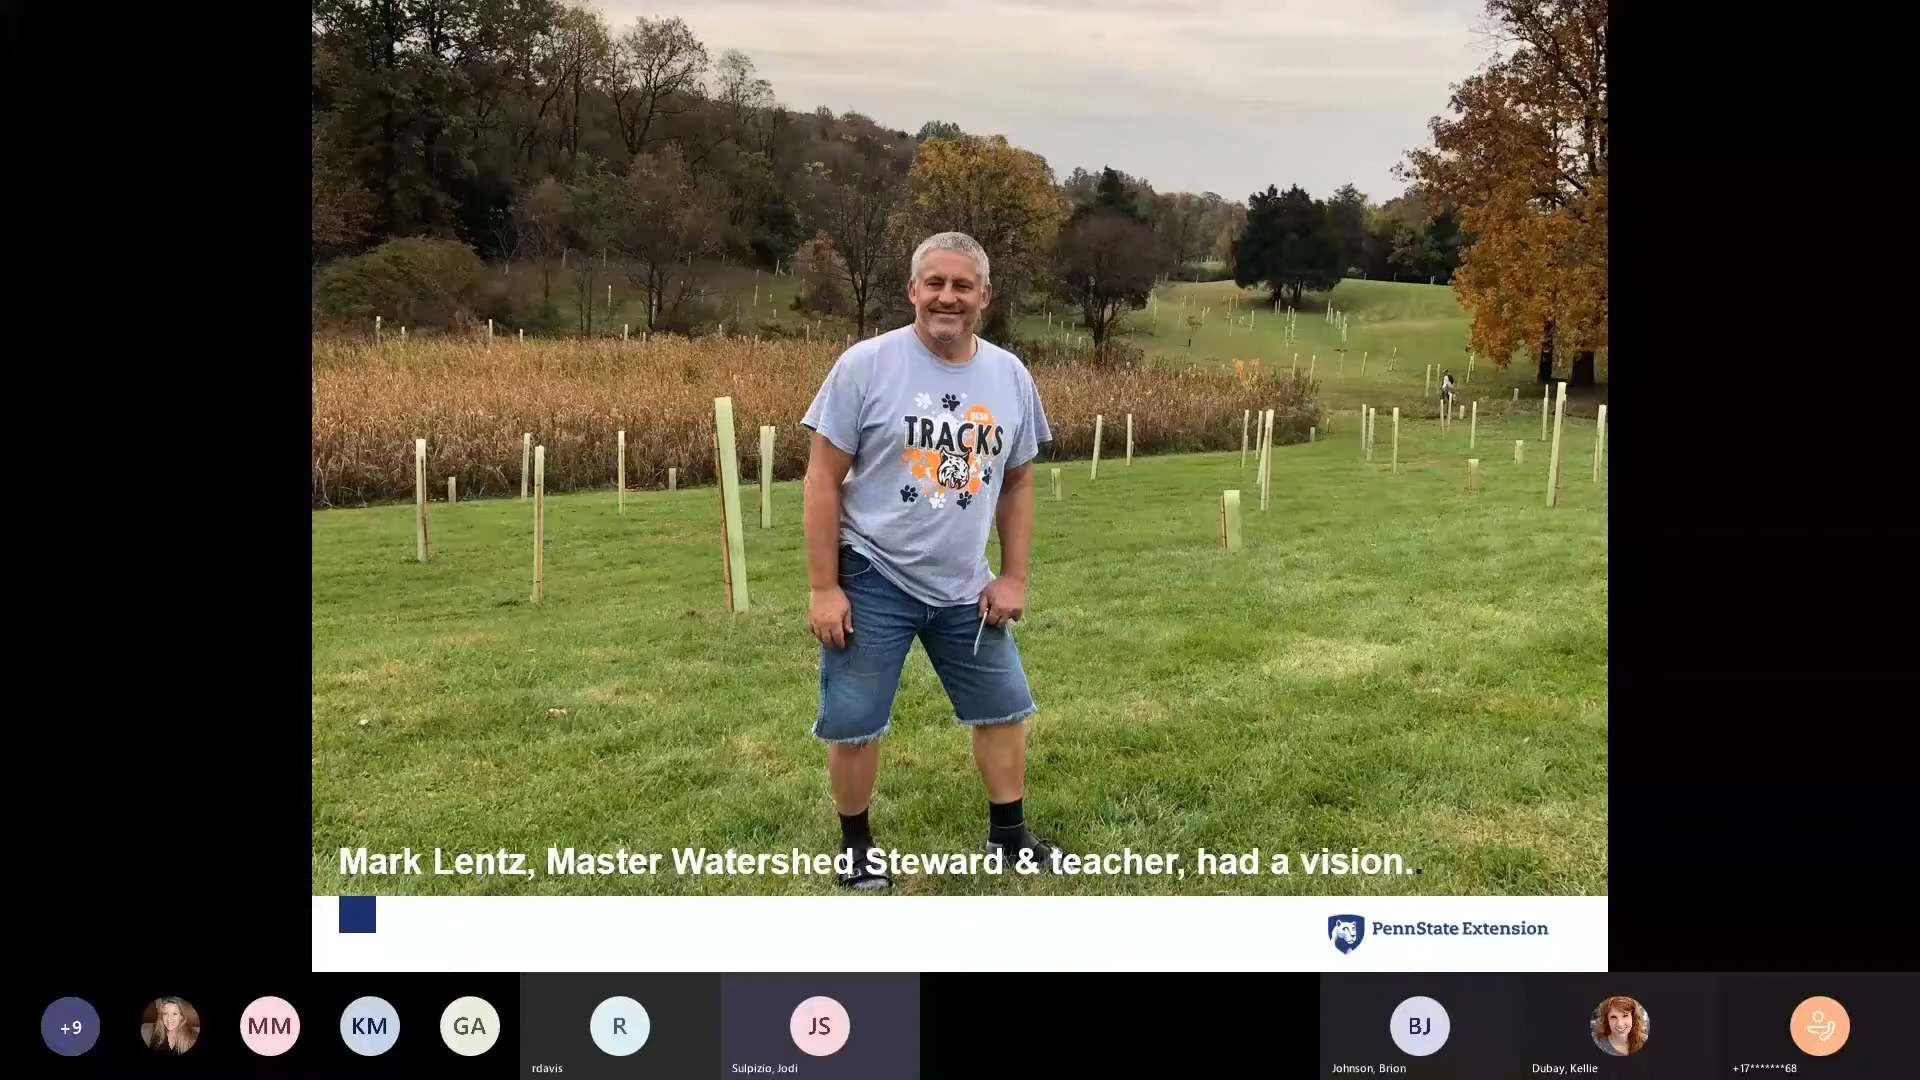 BCSD
TRACKS
Mark Lentz, Master Watershed Steward & teacher, had a vision..
PennState Extension
+9
MM
KM
GA
R
JS
BJ
rdavis
Sulpizio, Jodi
Johnson, Brion
Dubay, Kellie
+17*******68